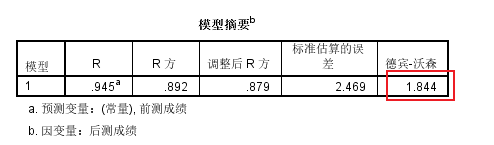 模型摘要b
模型 R R 方 调整后 R 方 标准估算的误差 德宾-沃森
1 .945a .892 .879 2.469 1.844
a. 预测变量：(常量), 前测成绩
b. 因变量：后测成绩